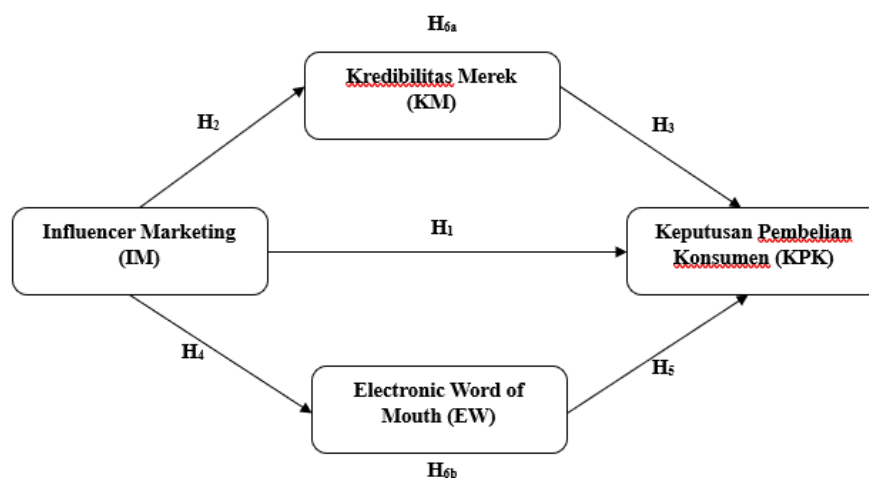 H6a
Kredibilitas Merek
(KM)
H2
H3
Influencer Marketing
(IM)
H1
Keputusan Pembelian
Konsumen (KPK)
H4
H5
Electronic Word of
Mouth (EW)
H6b